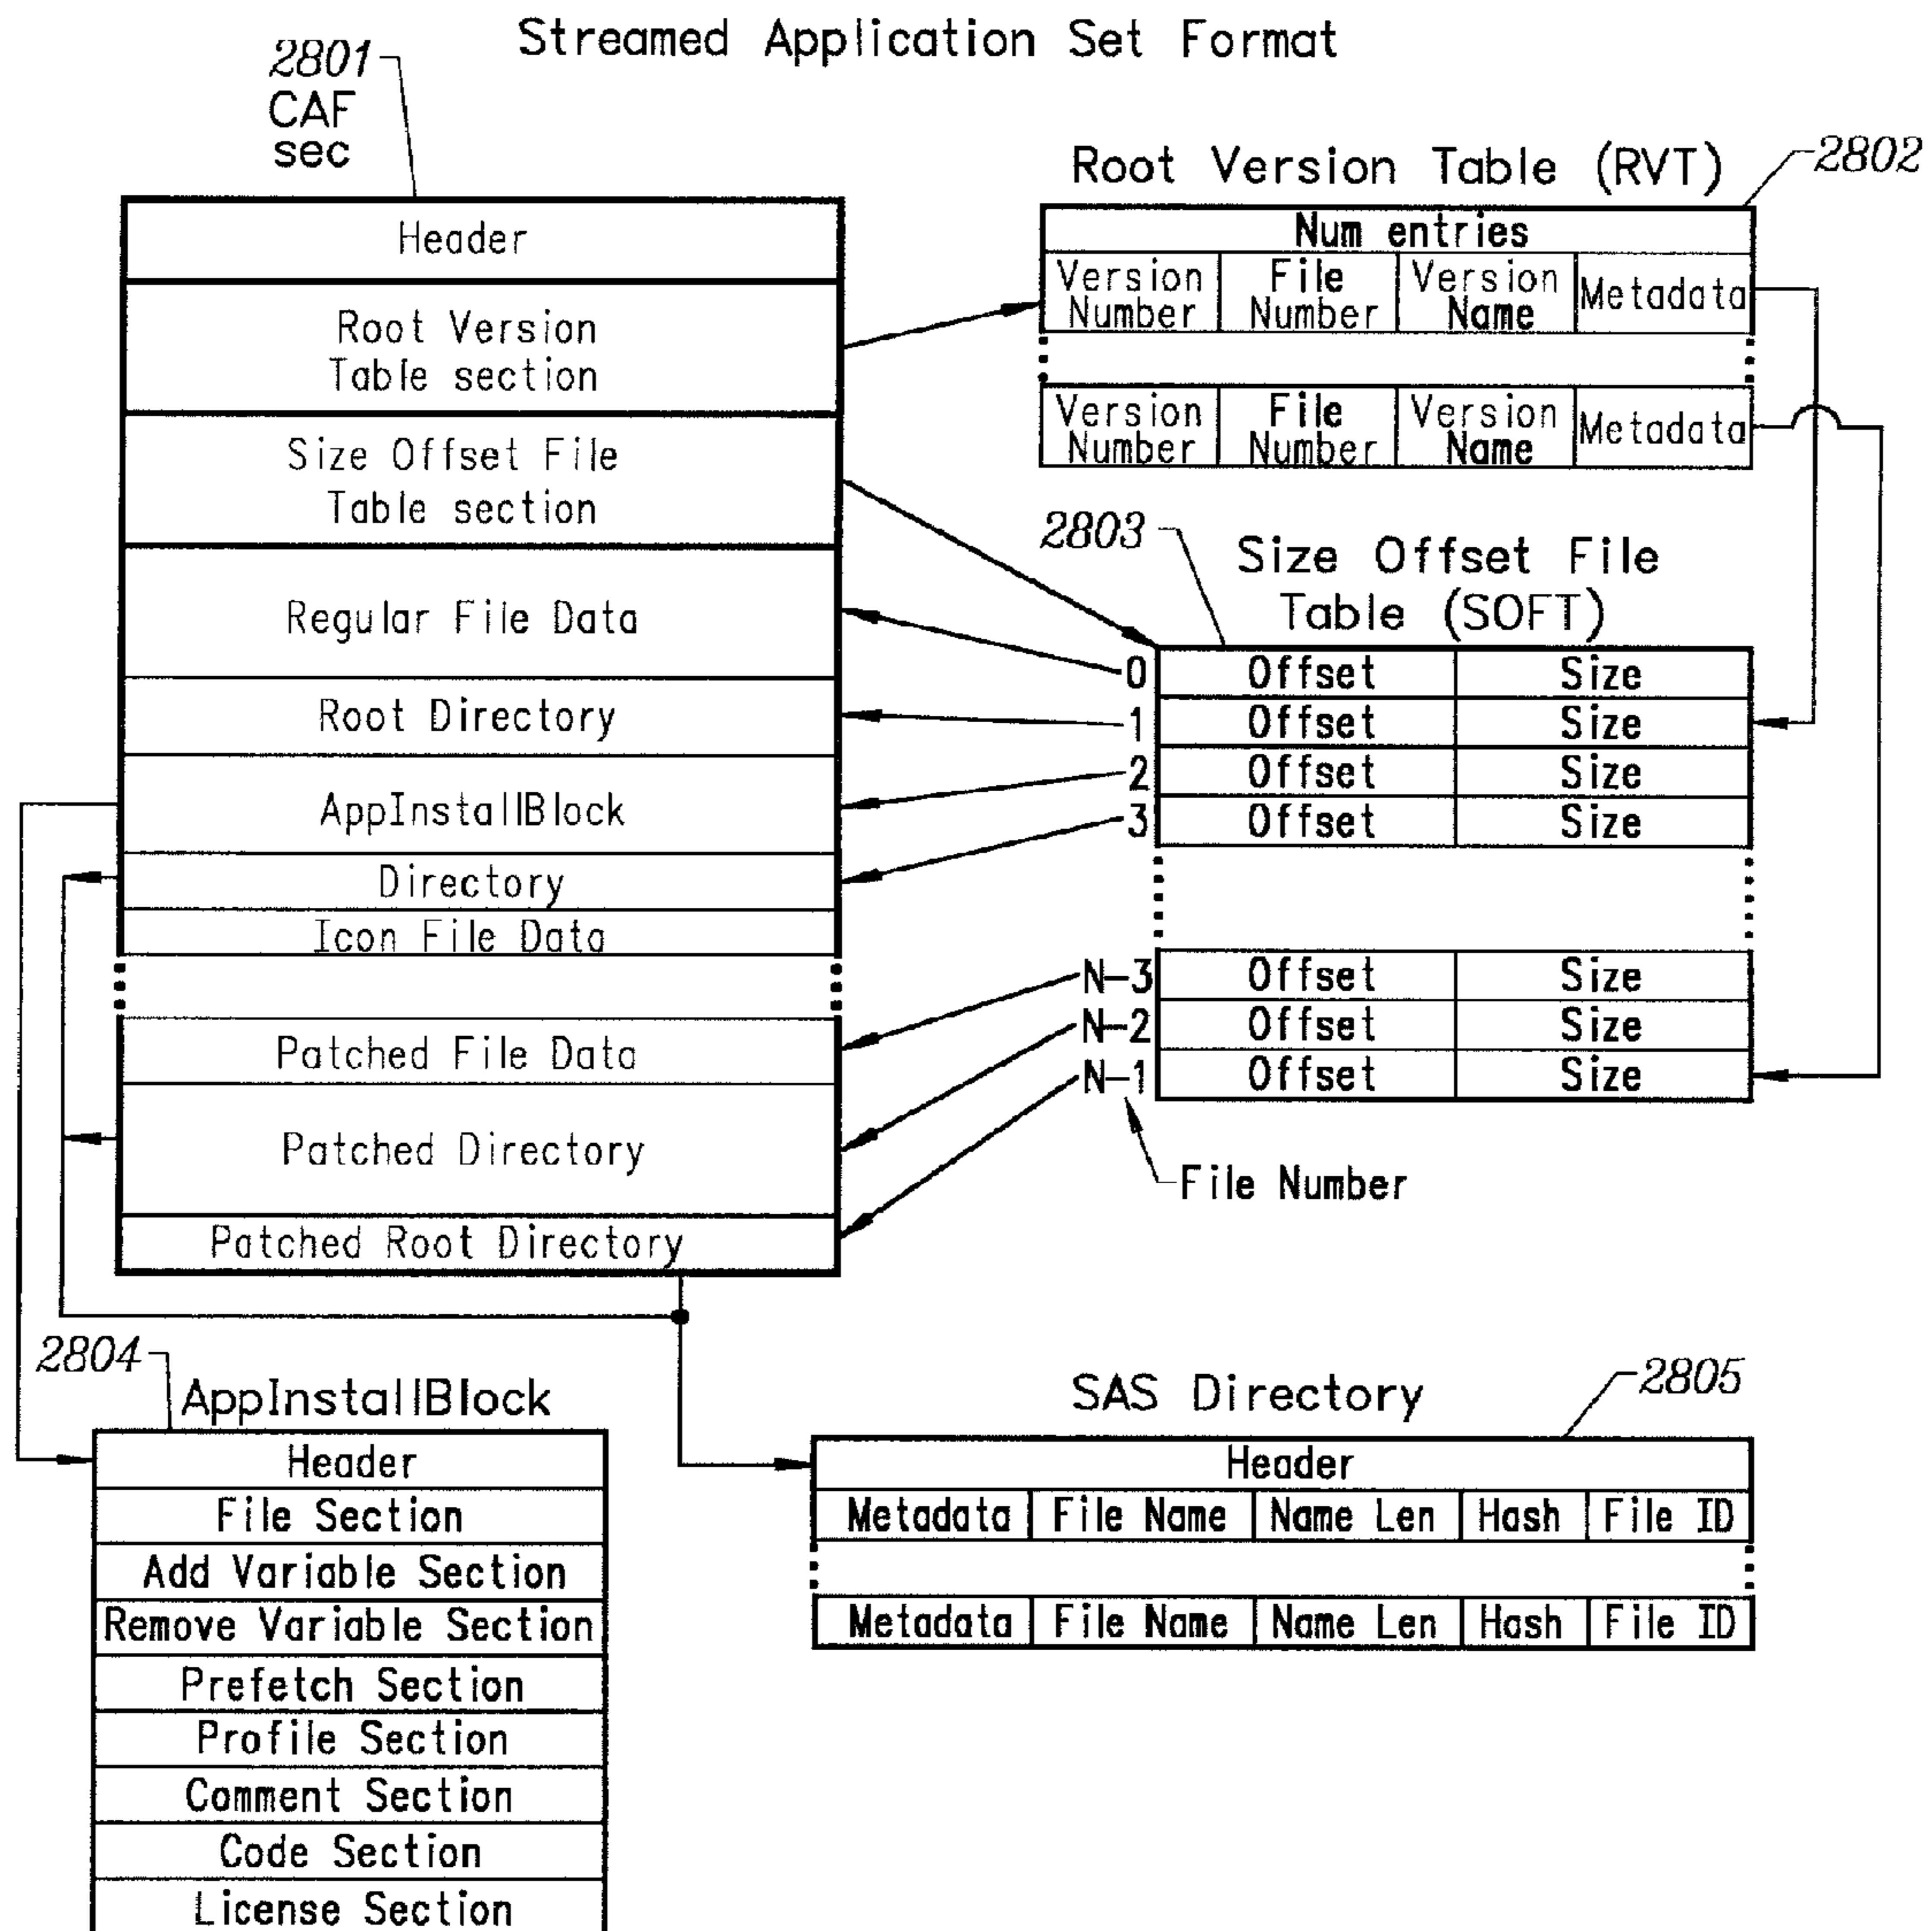 Streamed Application Set Format
2801
CAF
sec
Header
Root Version
Table section
Size Offset File
Table section
Regular File Data
Root Directory
AppInstallBlock
Directory
Icon File Data
Patched File Data
Patched Directory
Patched Root Directory
Root Version Table (RVT)
2802
Num entries
Version Number File Number Version Name Metadata
Version Number File Number Version Name Metadata
2803
Size Offset File
Table (SOFT)
0 Offset Size
1 Offset Size
2 Offset Size
3 Offset Size
N-3 Offset Size
N-2 Offset Size
N-1 Offset Size
File Number
2804
AppInstallBlock
Header
File Section
Add Variable Section
Remove Variable Section
Prefetch Section
Profile Section
Comment Section
Code Section
License Section
SAS Directory
2805
Header
Metadata File Name Name Len Hash File ID
Metadata File Name Name Len Hash File ID